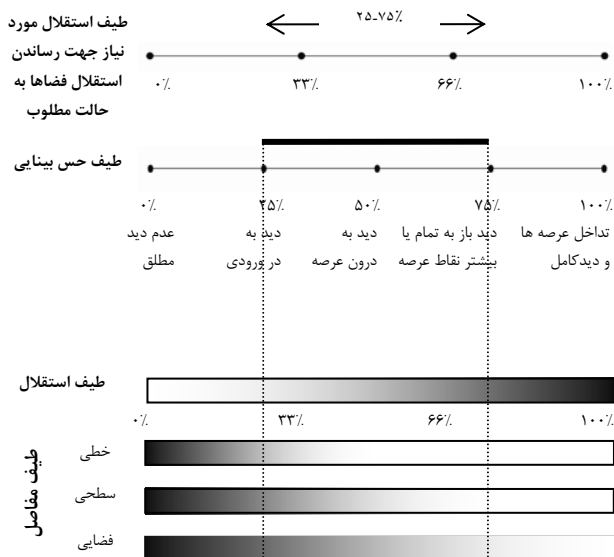 طیف استقلال مورد
نیاز جهت رساندن
استقلال فضاها به
حالت مطلوب
۲۵-۷۵٪
۰٪ ۳۳٪ ۶۶٪ ۱۰۰٪
طیف حس بینایی
۰٪ ۲۵٪ ۵۰٪ ۷۵٪ ۱۰۰٪
عدم دید
مطلق
دید به
در ورودی
دید به
درون عرصه
دید باز به تمام یا
بیشتر نقاط عرصه
تداخل عرصه ها
و دیدکامل
طیف استقلال
۰٪ ۳۳٪ ۶۶٪ ۱۰۰٪
طیف مفاصل
خطی
سطحی
فضایی